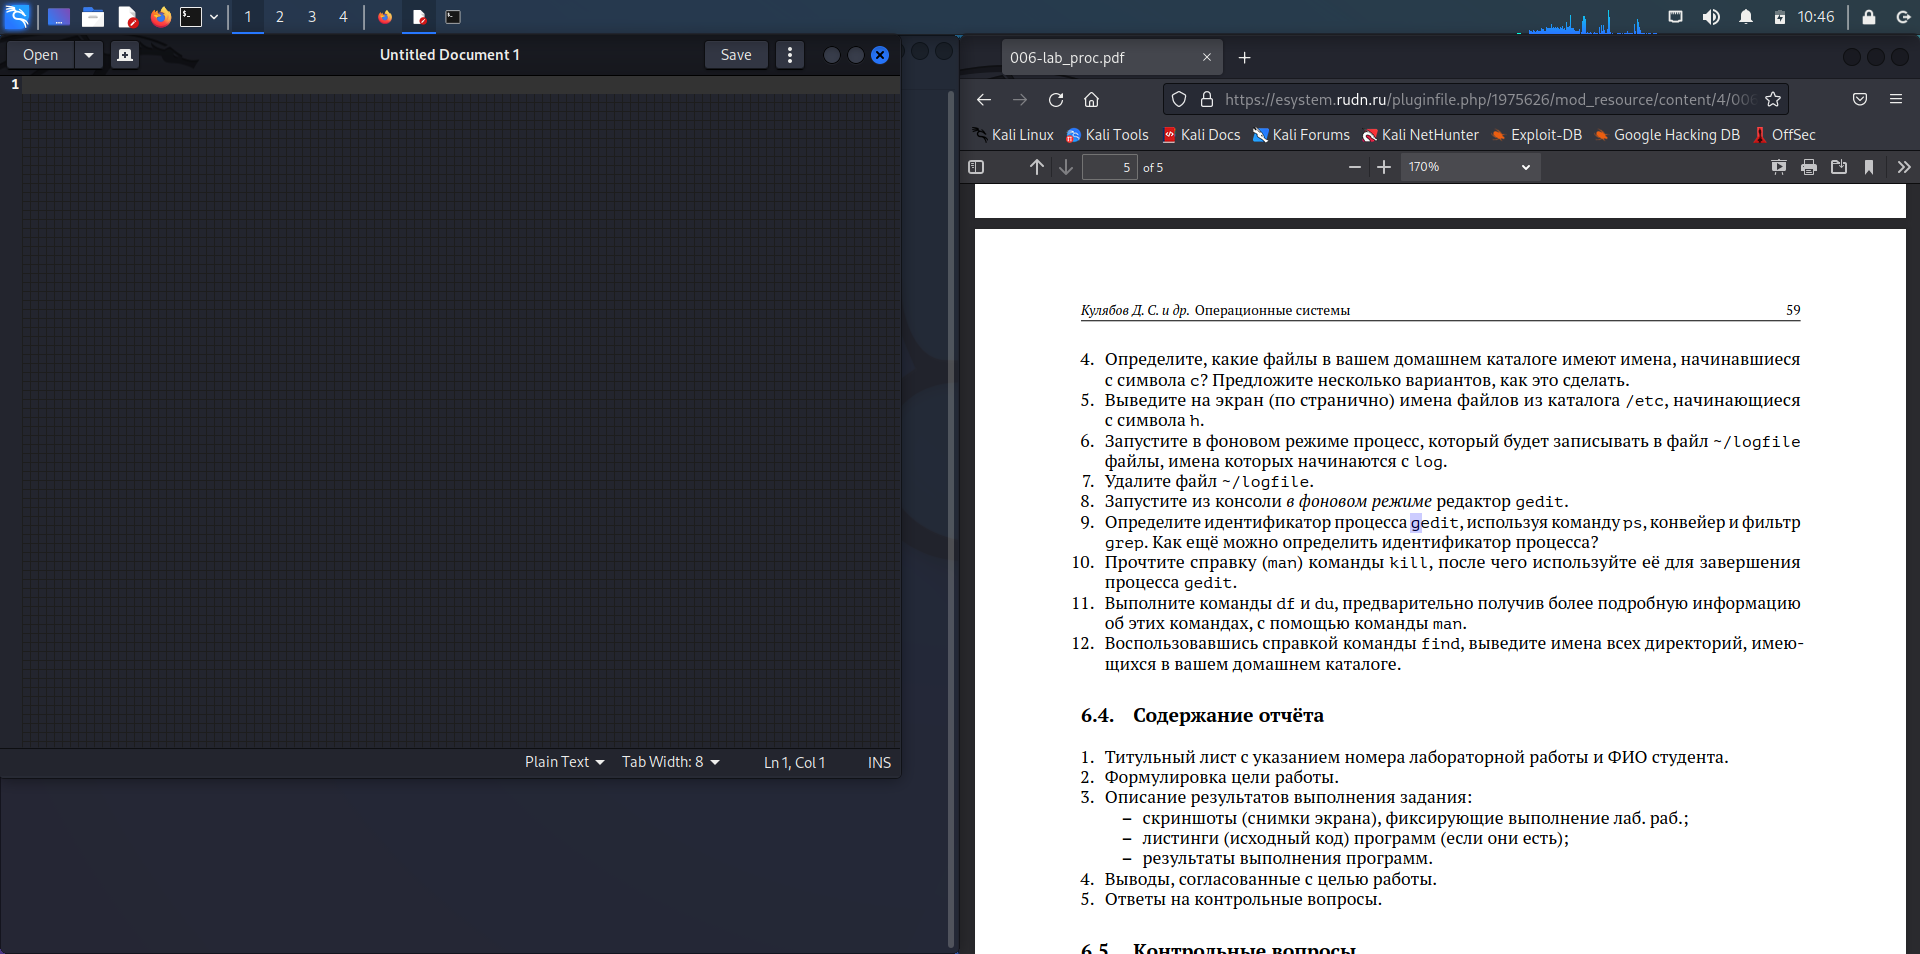 1 2 3 4 10:46
Open Untitled Document 1 Save
1
Plain Text Tab Width: 8 Ln 1, Col 1 INS
006-lab_proc.pdf
https://esystem.rudn.ru/pluginfile.php/1975626/mod_resource/content/4/006
Kali Linux Kali Tools Kali Docs Kali Forums Kali NetHunter Exploit-DB Google Hacking DB OffSec
5 of 5 170%
Кулябов Д. С. и др. Операционные системы 59
4. Определите, какие файлы в вашем домашнем каталоге имеют имена, начинавшиеся
с символа c? Предложите несколько вариантов, как это сделать.
5. Выведите на экран (по странично) имена файлов из каталога /etc, начинающиеся
с символа h.
6. Запустите в фоновом режиме процесс, который будет записывать в файл ~/logfile
файлы, имена которых начинаются с log.
7. Удалите файл ~/logfile.
8. Запустите из консоли в фоновом режиме редактор gedit.
9. Определите идентификатор процесса gedit, используя команду ps, конвейер и фильтр
grep. Как ещё можно определить идентификатор процесса?
10. Прочтите справку (man) команды kill, после чего используйте её для завершения
процесса gedit.
11. Выполните команды df и du, предварительно получив более подробную информацию
об этих командах, с помощью команды man.
12. Воспользовавшись справкой команды find, выведите имена всех директорий, имею-
щихся в вашем домашнем каталоге.
6.4. Содержание отчёта
1. Титульный лист с указанием номера лабораторной работы и ФИО студента.
2. Формулировка цели работы.
3. Описание результатов выполнения задания:
– скриншоты (снимки экрана), фиксирующие выполнение лаб. раб.;
– листинги (исходный код) программ (если они есть);
– результаты выполнения программ.
4. Выводы, согласованные с целью работы.
5. Ответы на контрольные вопросы.
6.5. Контрольные вопросы